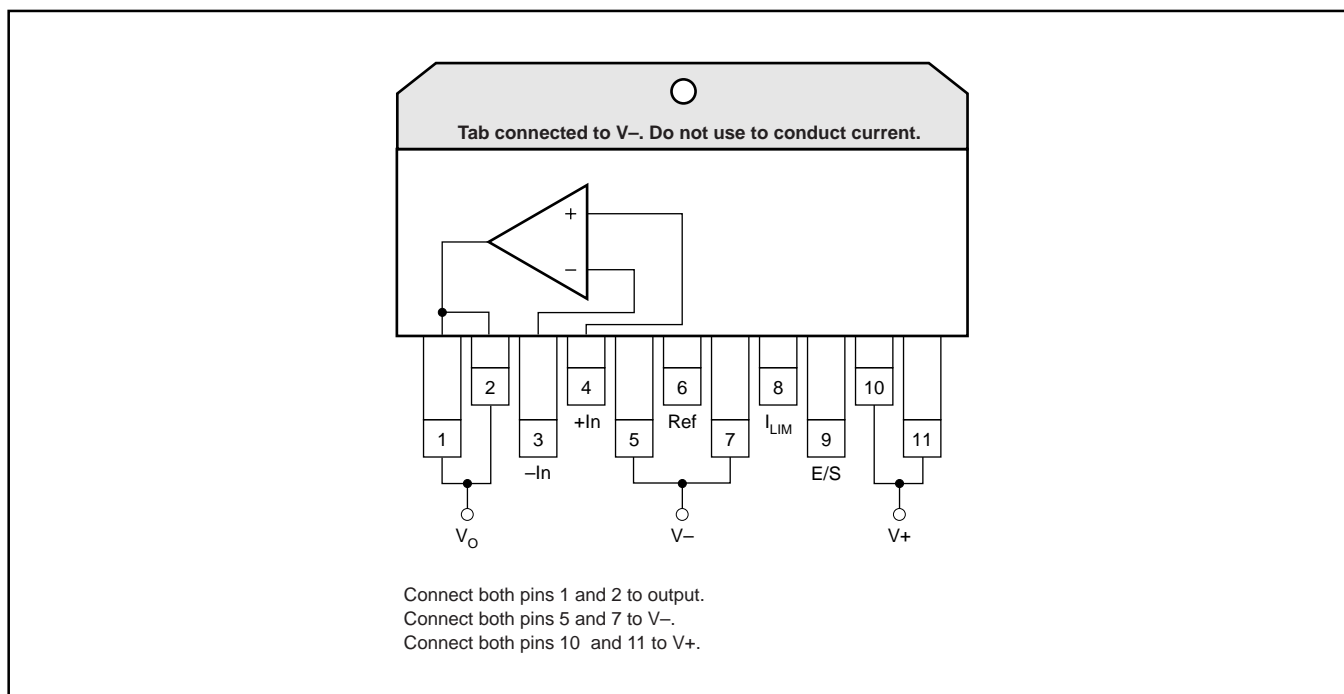 Tab connected to V–. Do not use to conduct current.
+
–
2 4 6 8 10
+In Ref I_LIM
1 3 5 7 9 11
–In E/S
V_O V– V+
Connect both pins 1 and 2 to output.
Connect both pins 5 and 7 to V–.
Connect both pins 10 and 11 to V+.